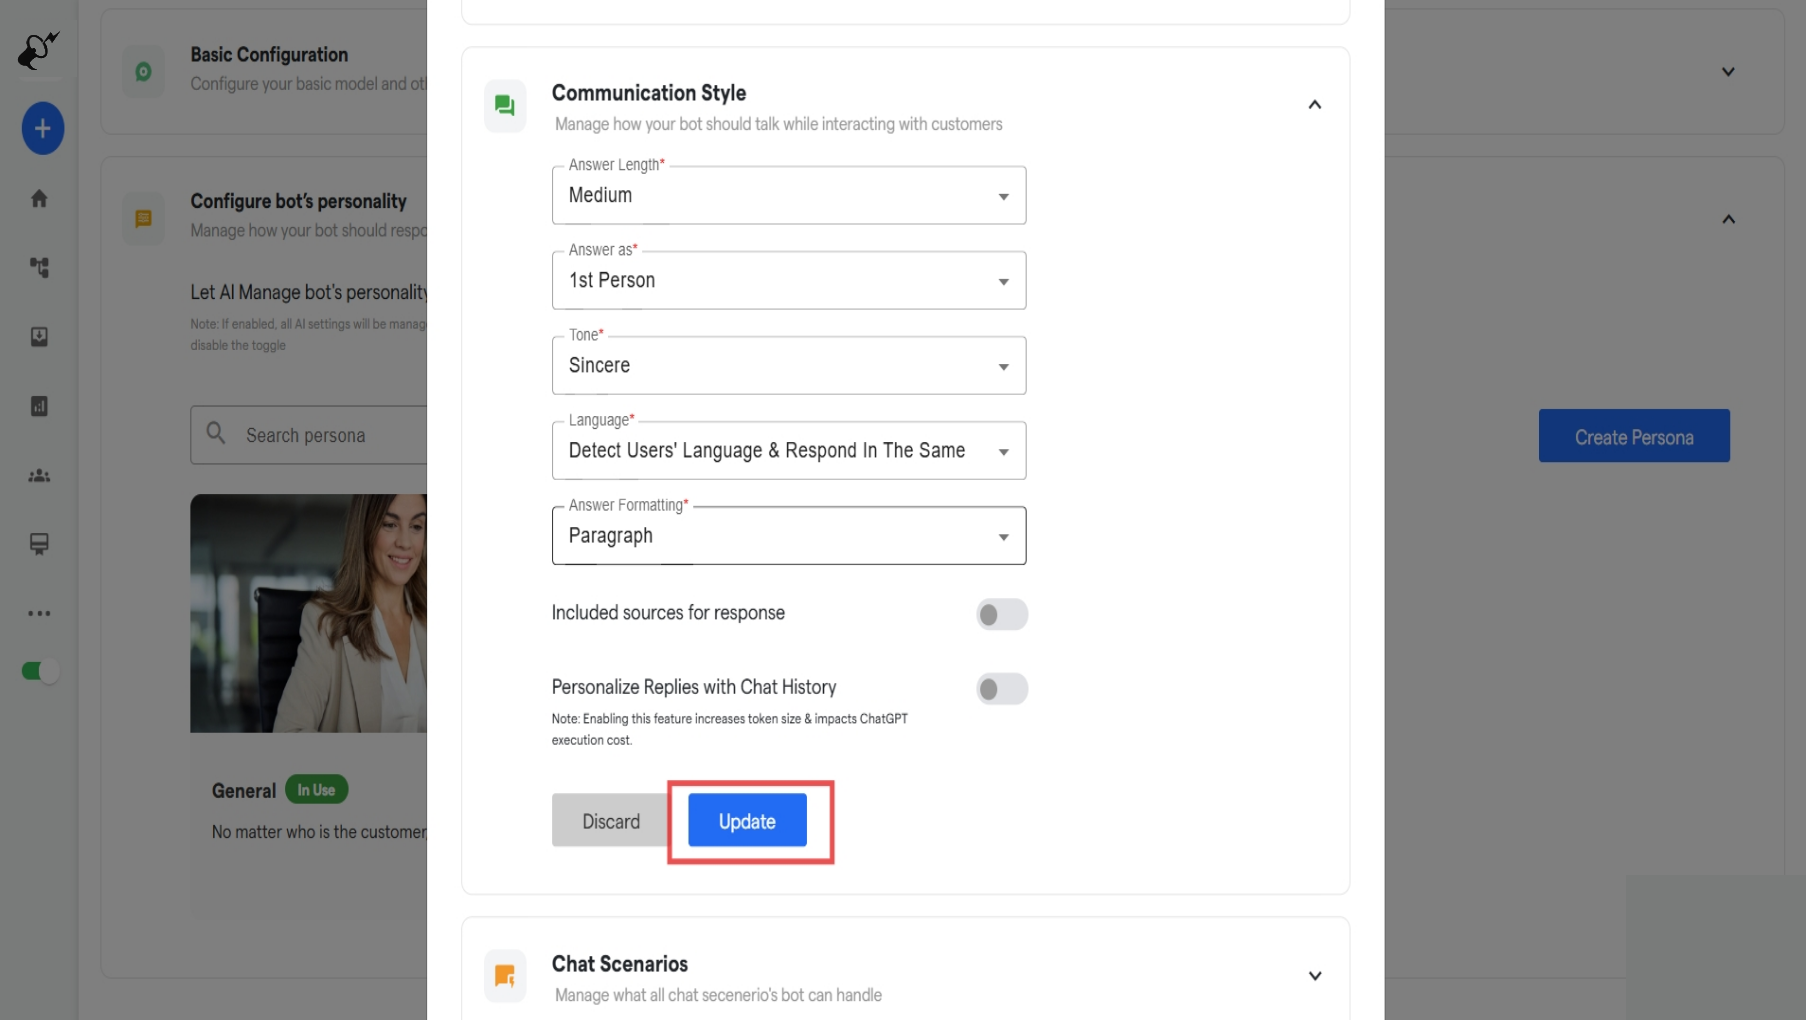 Basic Configuration
Configure your basic model and ot
Configure bot's personality
Manage how your bot should respo
Let AI Manage bot's personality
Note: If enabled, all AI settings will be manag
disable the toggle
Search persona
General
In Use
No matter who is the customer,
Communication Style
Manage how your bot should talk while interacting with customers
Answer Length*
Medium
Answer as*
1st Person
Tone*
Sincere
Language*
Detect Users' Language & Respond In The Same
Answer Formatting*
Paragraph
Included sources for response
Personalize Replies with Chat History
Note: Enabling this feature increases token size & impacts ChatGPT
execution cost.
Discard
Update
Chat Scenarios
Manage what all chat secenerio's bot can handle
Create Persona